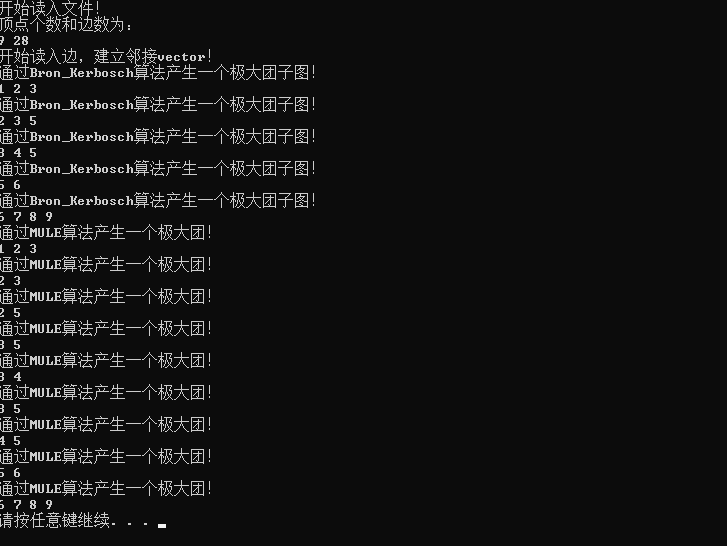 开始读入文件!
顶点个数和边数为:
9 28
开始读入边, 建立邻接vector!
通过Bron_Kerbosch算法产生一个极大团子图!
1 2 3
通过Bron_Kerbosch算法产生一个极大团子图!
2 3 5
通过Bron_Kerbosch算法产生一个极大团子图!
3 4 5
通过Bron_Kerbosch算法产生一个极大团子图!
5 6
通过Bron_Kerbosch算法产生一个极大团子图!
6 7 8 9
通过MULE算法产生一个极大团!
1 2 3
通过MULE算法产生一个极大团!
2 3
通过MULE算法产生一个极大团!
2 5
通过MULE算法产生一个极大团!
3 5
通过MULE算法产生一个极大团!
3 4
通过MULE算法产生一个极大团!
3 5
通过MULE算法产生一个极大团!
4 5
通过MULE算法产生一个极大团!
5 6
通过MULE算法产生一个极大团!
6 7 8 9
请按任意键继续. . .